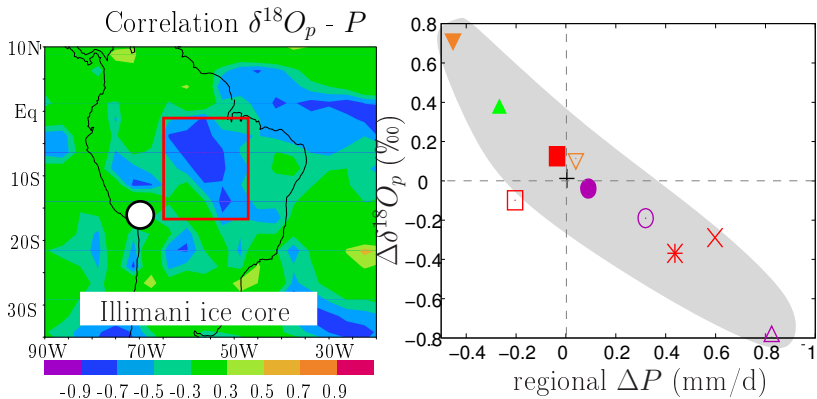 Correlation δ¹⁸Oₚ - P
10N
Eq
10S
20S
30S
Illimani ice core
90W 70W 50W 30W
-0.9 -0.7 -0.5 -0.3 0.3 0.5 0.7 0.9
0.8
0.6
0.4
0.2
0
−0.2
−0.4
−0.6
−0.8
Δδ¹⁸Oₚ (‰)
−0.4 −0.2 0 0.2 0.4 0.6 0.8 1
regional ΔP (mm/d)